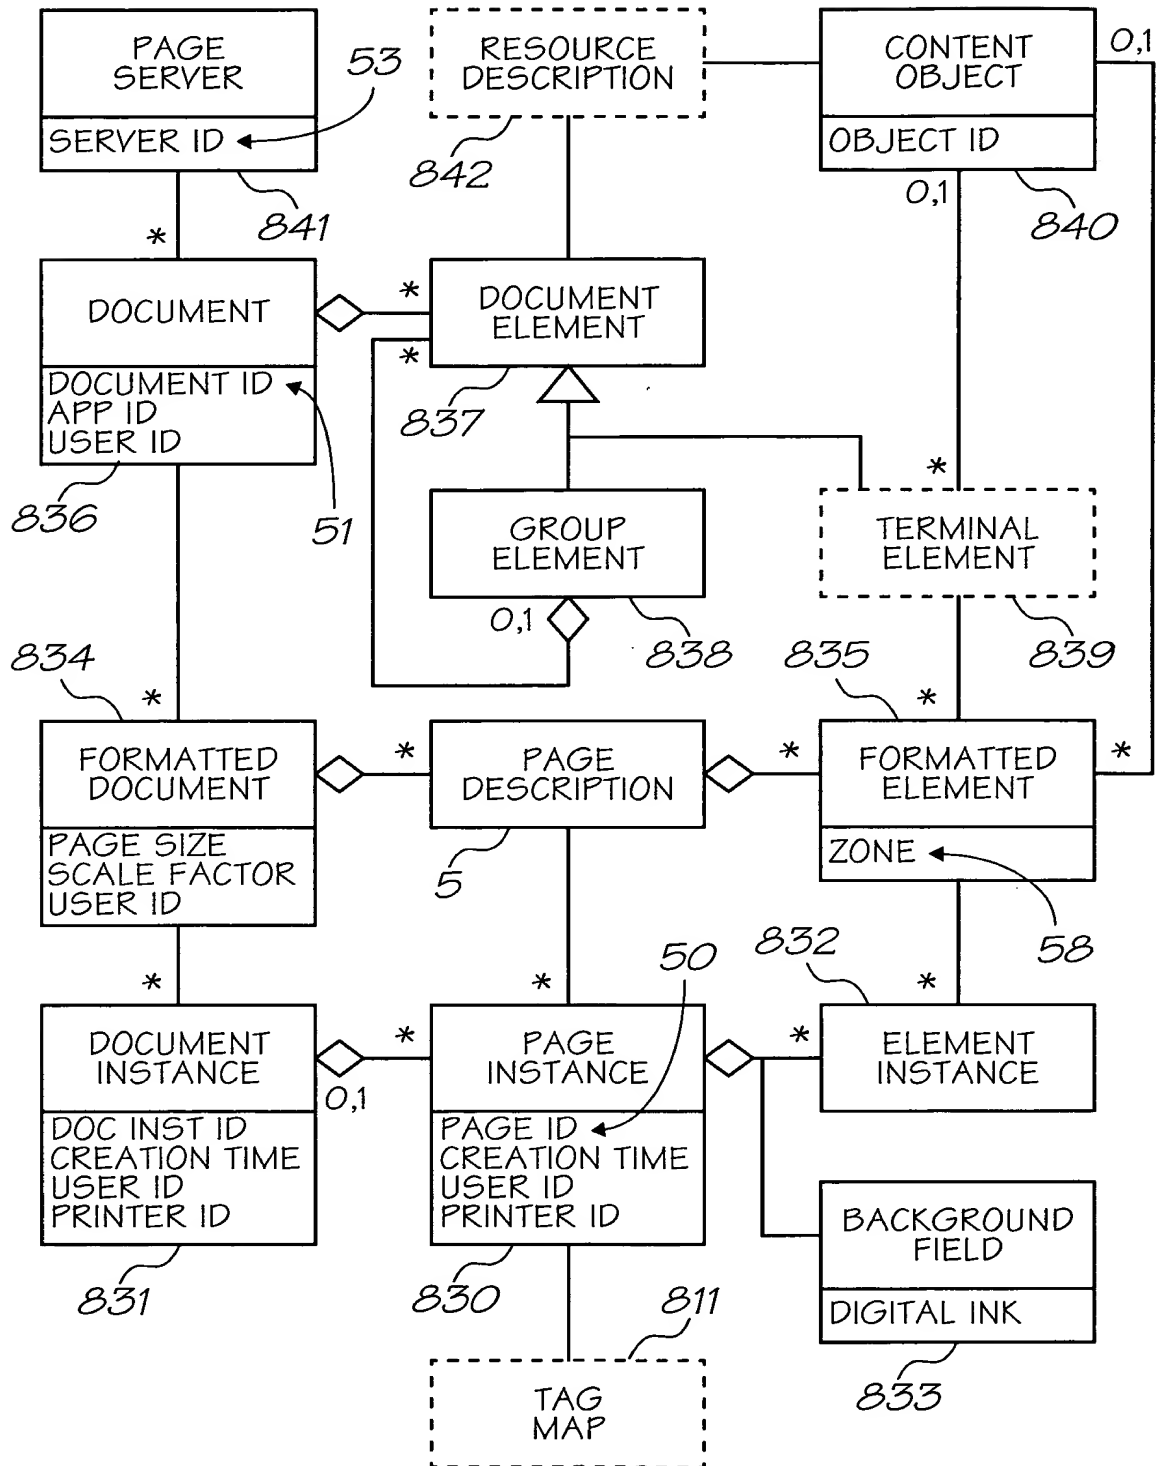 PAGE
SERVER
SERVER ID
53
841
*
RESOURCE
DESCRIPTION
842
CONTENT
OBJECT
OBJECT ID
0,1
0,1
840
DOCUMENT
DOCUMENT ID
APP ID
USER ID
836
51
*
*
DOCUMENT
ELEMENT
837
GROUP
ELEMENT
0,1
838
*
TERMINAL
ELEMENT
839
834
*
FORMATTED
DOCUMENT
PAGE SIZE
SCALE FACTOR
USER ID
*
PAGE
DESCRIPTION
5
*
835
*
*
FORMATTED
ELEMENT
ZONE
58
*
DOCUMENT
INSTANCE
0,1
DOC INST ID
CREATION TIME
USER ID
PRINTER ID
831
*
*
50
PAGE
INSTANCE
PAGE ID
CREATION TIME
USER ID
PRINTER ID
830
832
*
*
ELEMENT
INSTANCE
BACKGROUND
FIELD
DIGITAL INK
833
811
TAG
MAP